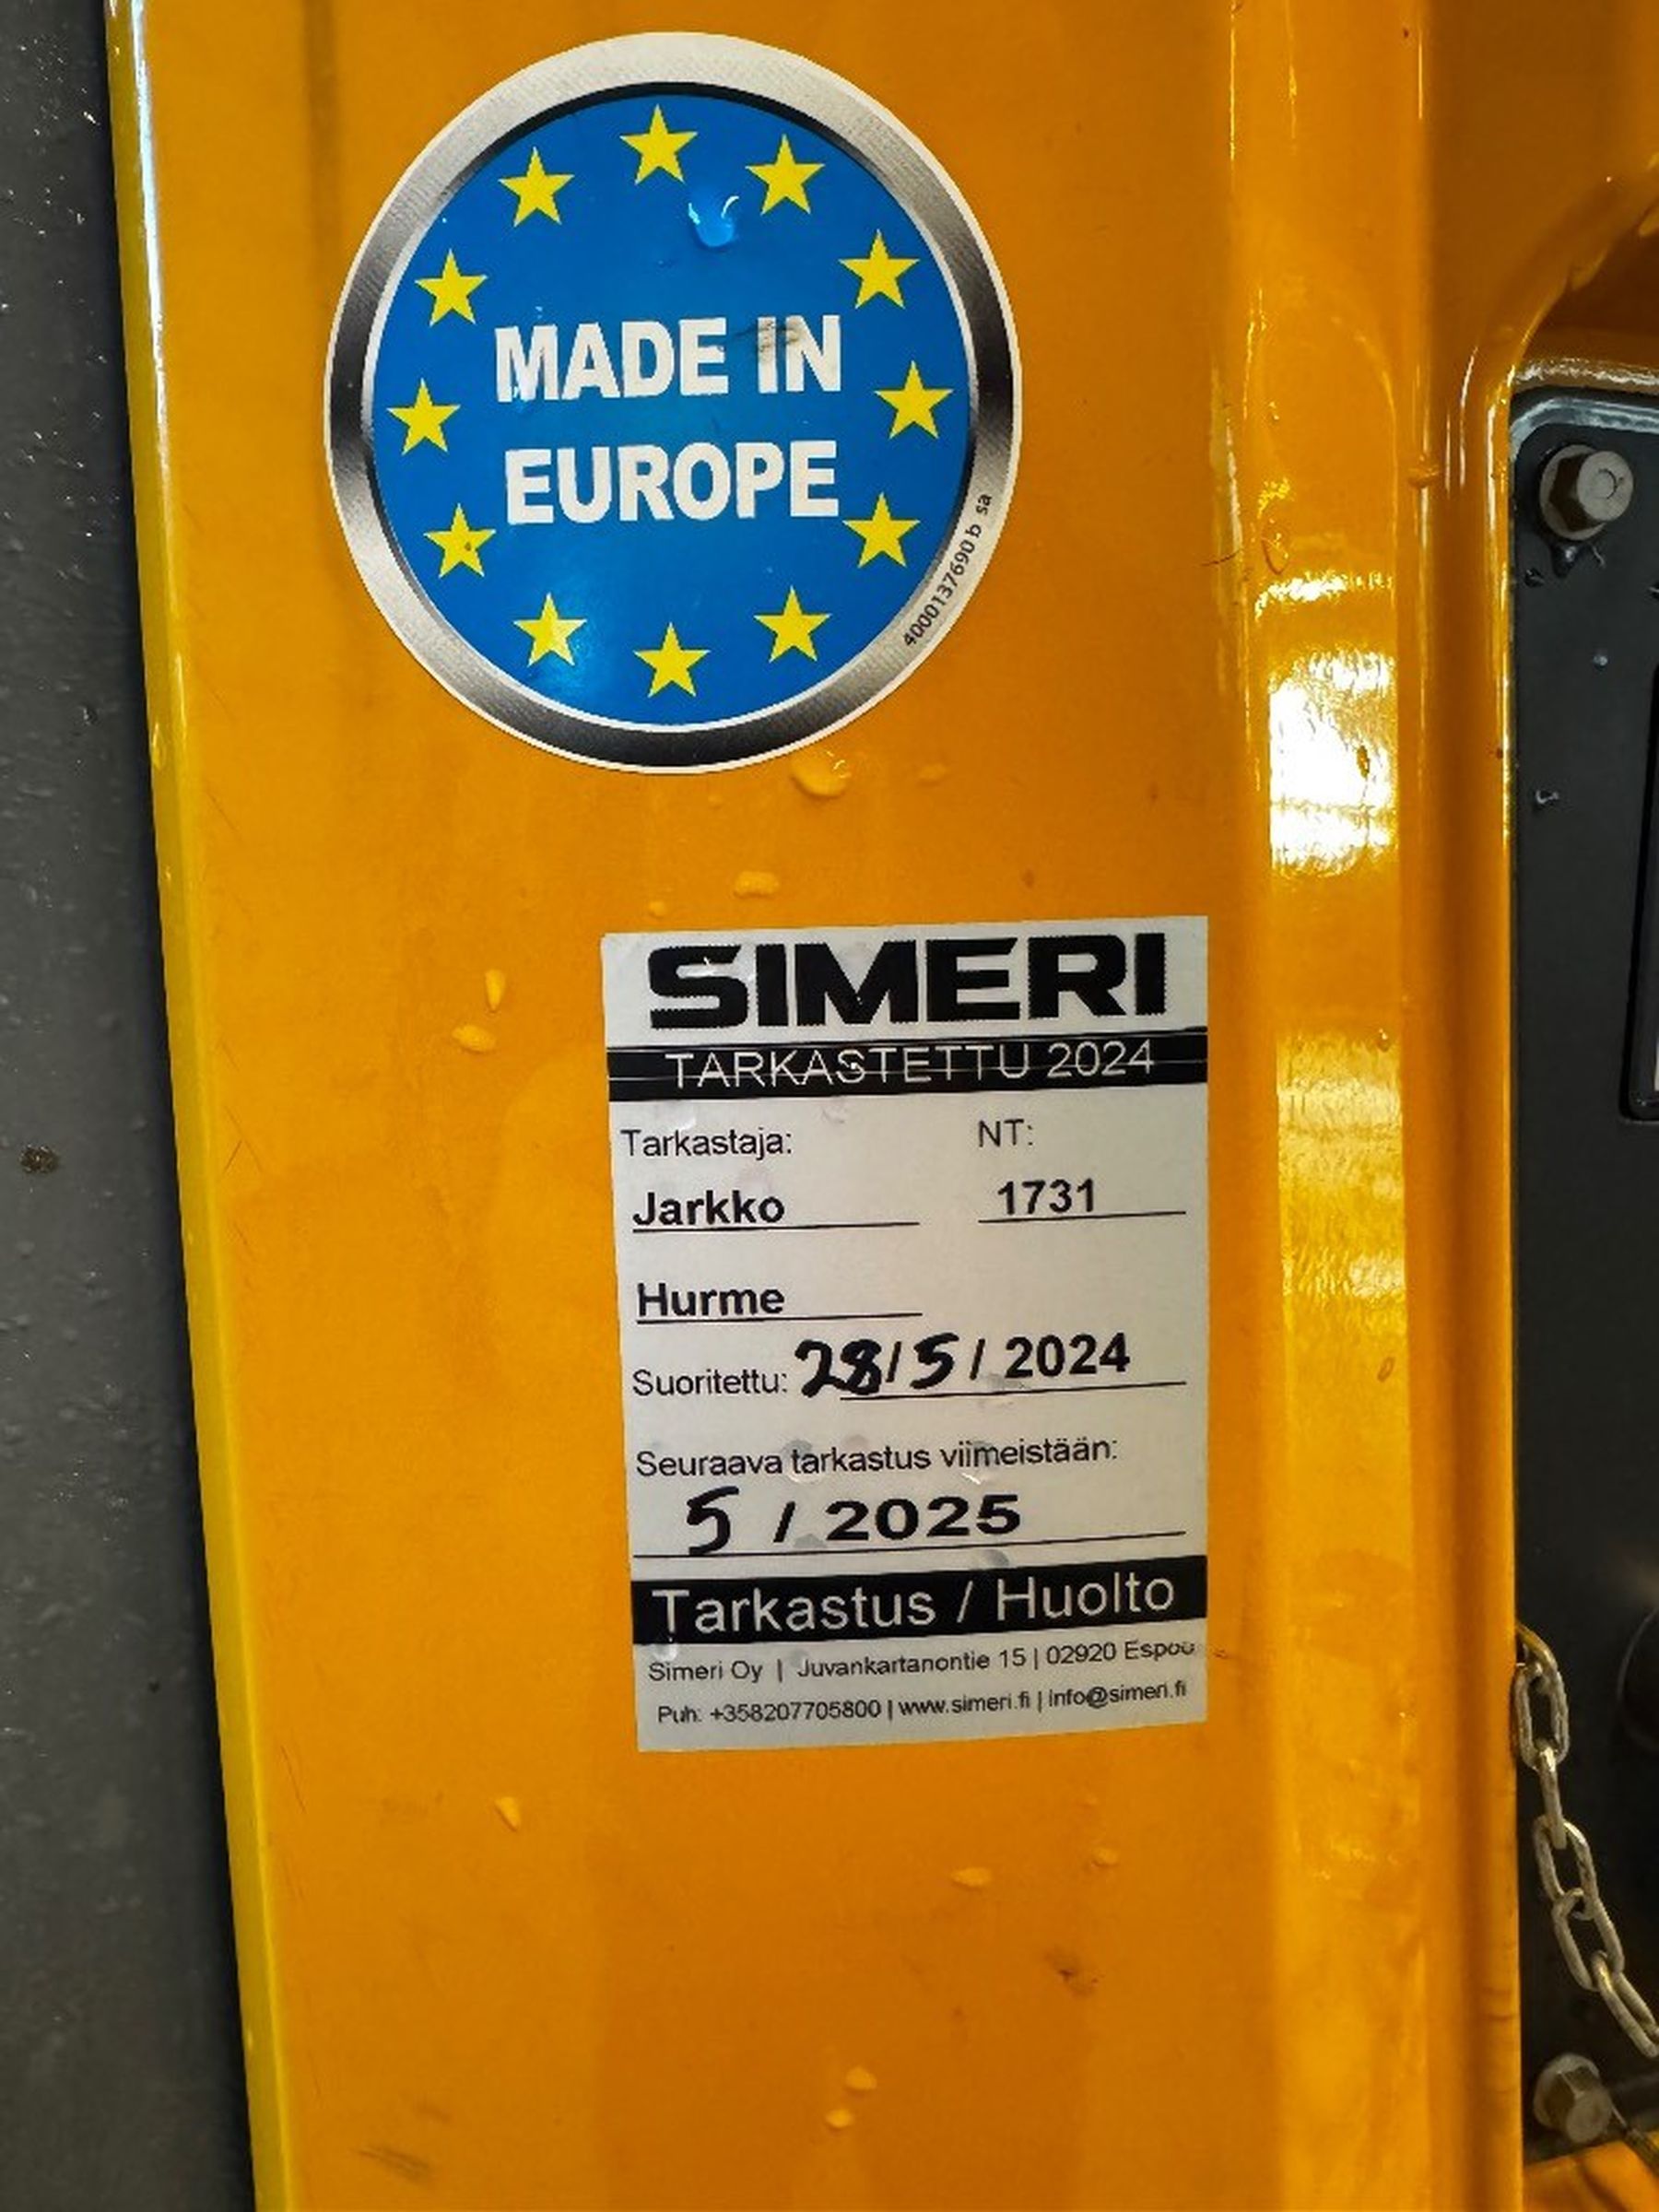 MADE IN
EUROPE
4000137690 b sa
SIMERI
TARKASTETTU 2024
Tarkastaja: NT:
Jarkko 1731
Hurme
Suoritettu: 28/5/2024
Seuraava tarkastus viimeistään:
5 / 2025
Tarkastus / Huolto
Simeri Oy | Juvankartanontie 15 | 02920 Espoo
Puh: +358207705800 | www.simeri.fi | info@simeri.fi